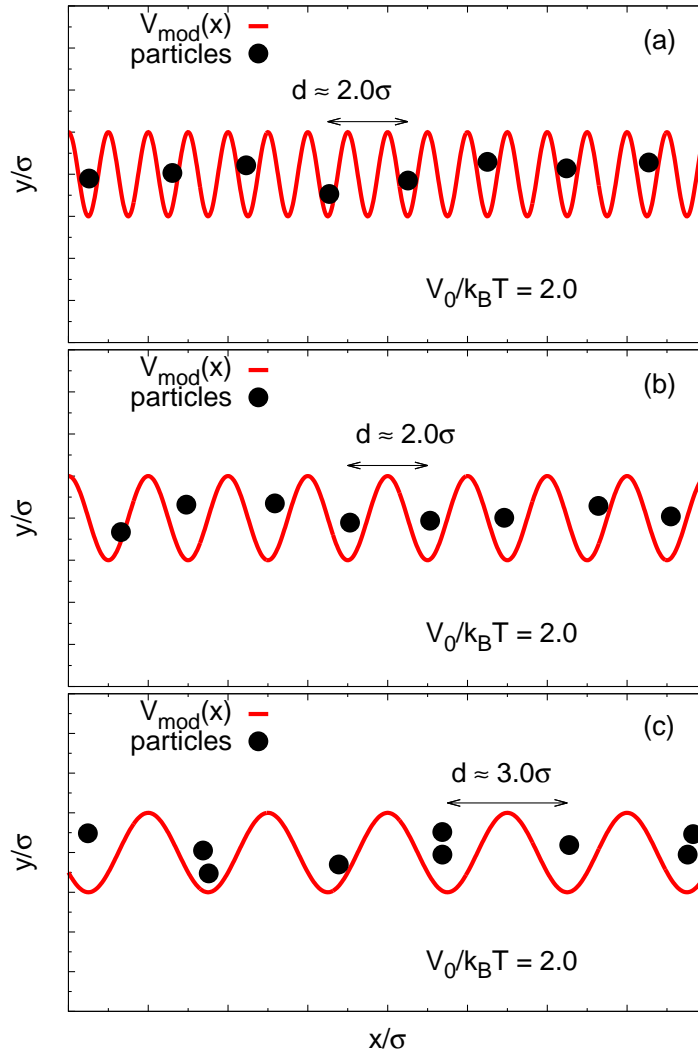 V_mod(x)
particles
(a)
d ≈ 2.0σ
y/σ
V_0/k_BT = 2.0
V_mod(x)
particles
(b)
d ≈ 2.0σ
y/σ
V_0/k_BT = 2.0
V_mod(x)
particles
(c)
d ≈ 3.0σ
y/σ
V_0/k_BT = 2.0
x/σ